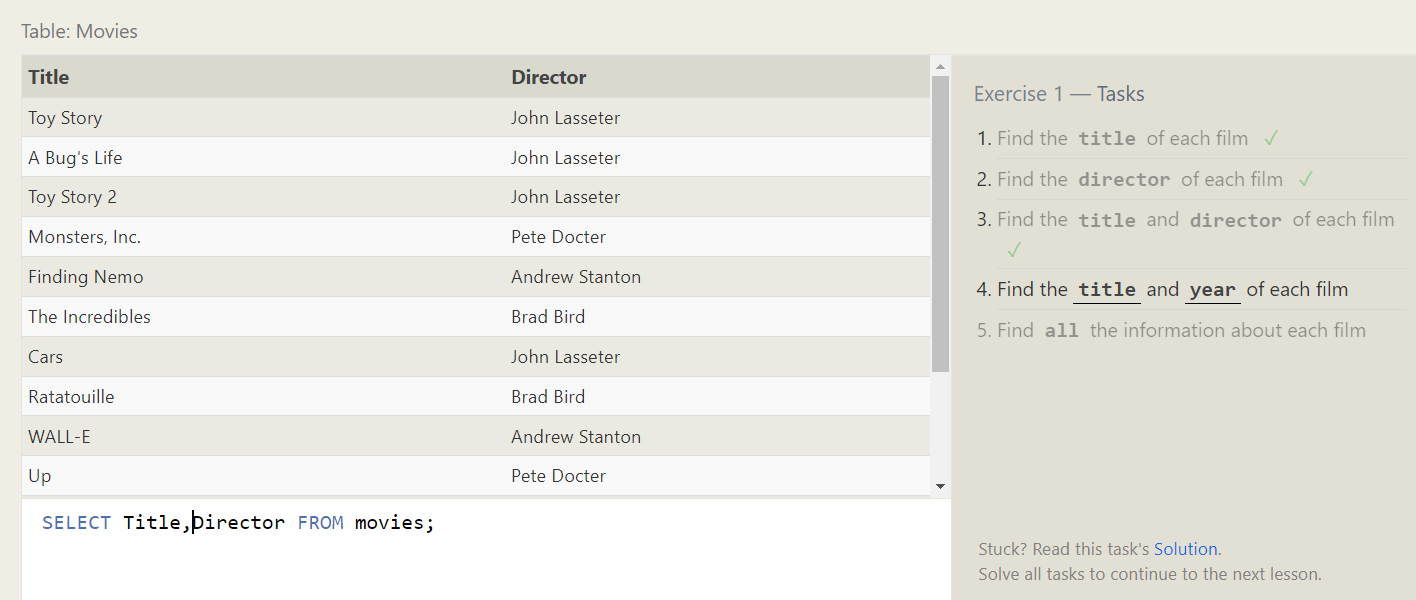 Table: Movies
Title Director
Toy Story John Lasseter
A Bug's Life John Lasseter
Toy Story 2 John Lasseter
Monsters, Inc. Pete Docter
Finding Nemo Andrew Stanton
The Incredibles Brad Bird
Cars John Lasseter
Ratatouille Brad Bird
WALL-E Andrew Stanton
Up Pete Docter
SELECT Title,Director FROM movies;
Exercise 1 — Tasks
1. Find the title of each film ✓
2. Find the director of each film ✓
3. Find the title and director of each film
✓
4. Find the title and year of each film
5. Find all the information about each film
Stuck? Read this task's Solution.
Solve all tasks to continue to the next lesson.